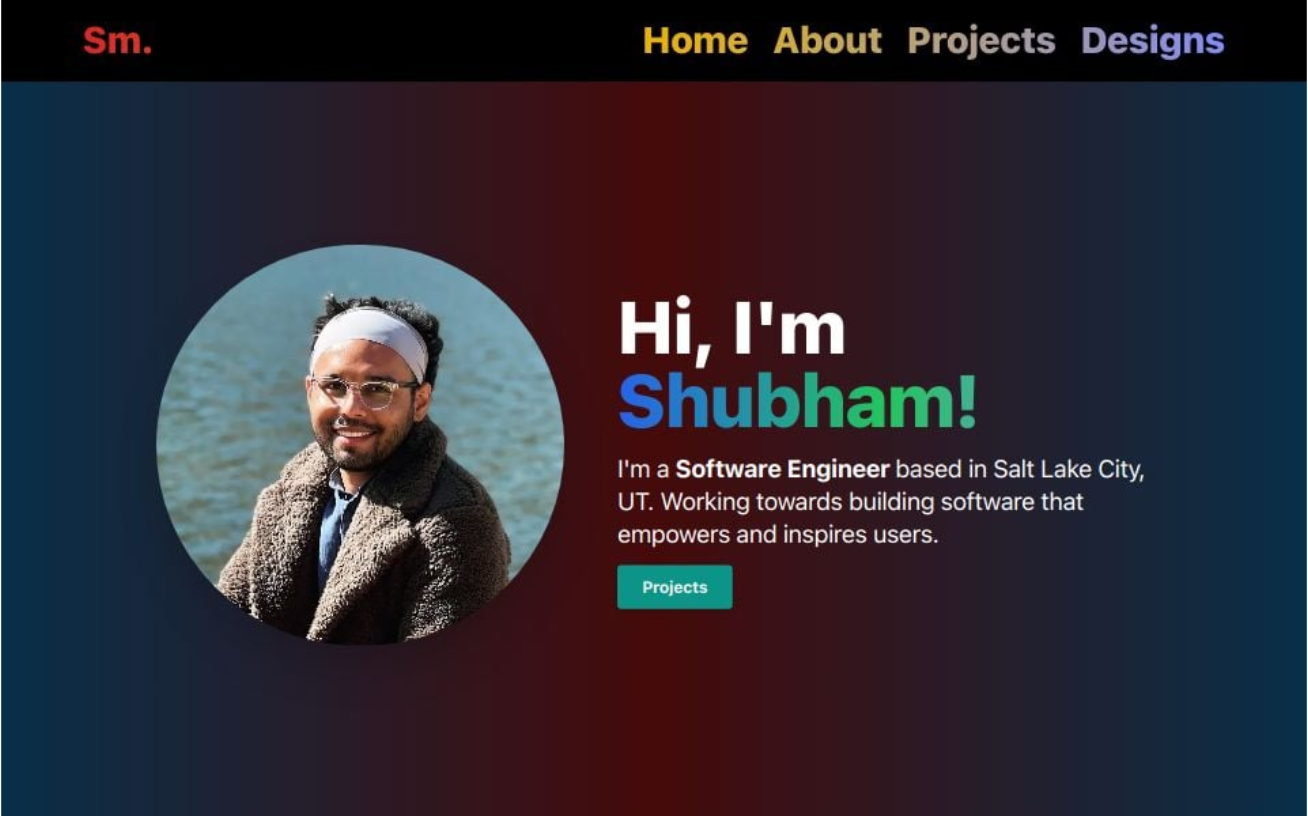 Sm.
Home About Projects Designs
Hi, I'm
Shubham!
I'm a Software Engineer based in Salt Lake City,
UT. Working towards building software that
empowers and inspires users.
Projects